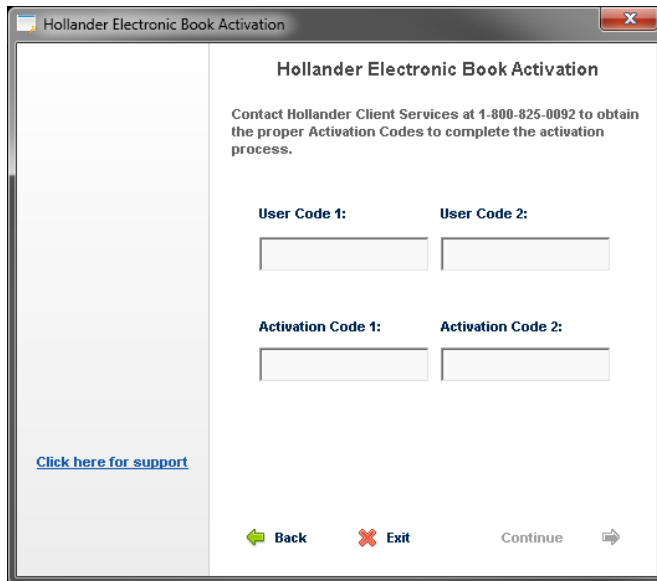 Hollander Electronic Book Activation
Hollander Electronic Book Activation
Contact Hollander Client Services at 1-800-825-0092 to obtain
the proper Activation Codes to complete the activation
process.
User Code 1: User Code 2:
Activation Code 1: Activation Code 2:
Click here for support
Back Exit Continue